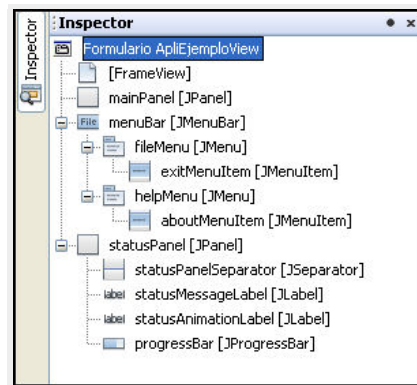 Inspector
Inspector
Formulario ApliEjemploView
[FrameView]
mainPanel [JPanel]
File menuBar [JMenuBar]
fileMenu [JMenu]
exitMenuItem [JMenuItem]
helpMenu [JMenu]
aboutMenuItem [JMenuItem]
statusPanel [JPanel]
statusPanelSeparator [JSeparator]
label statusMessageLabel [JLabel]
label statusAnimationLabel [JLabel]
progressBar [JProgressBar]